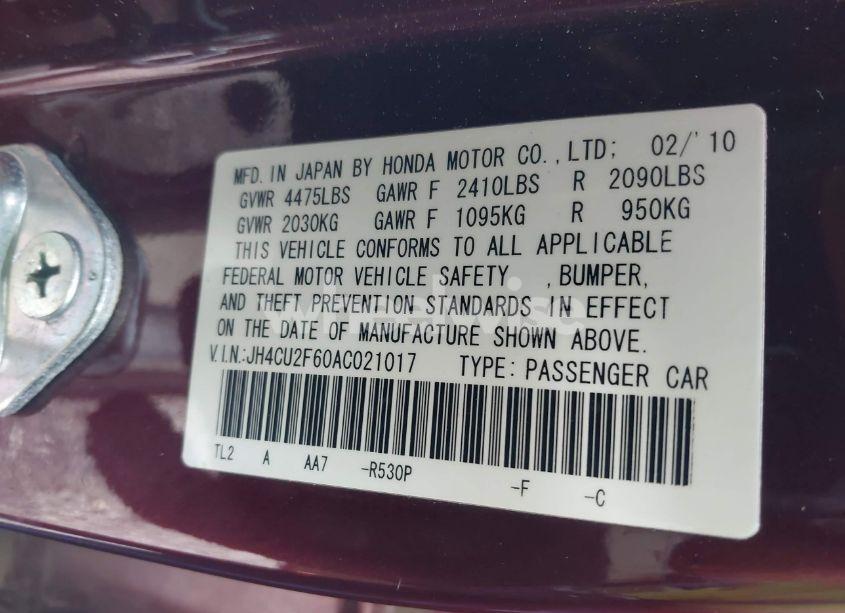 MFD. IN JAPAN BY HONDA MOTOR CO., LTD; 02/'10
GVWR 4475LBS GAWR F 2410LBS R 2090LBS
GVWR 2030KG GAWR F 1095KG R 950KG
THIS VEHICLE CONFORMS TO ALL APPLICABLE
FEDERAL MOTOR VEHICLE SAFETY , BUMPER,
AND THEFT PREVENTION STANDARDS IN EFFECT
ON THE DATE OF MANUFACTURE SHOWN ABOVE.
V.I.N.:JH4CU2F60AC021017 TYPE: PASSENGER CAR
TL2 A AA7 -R530P -F -C